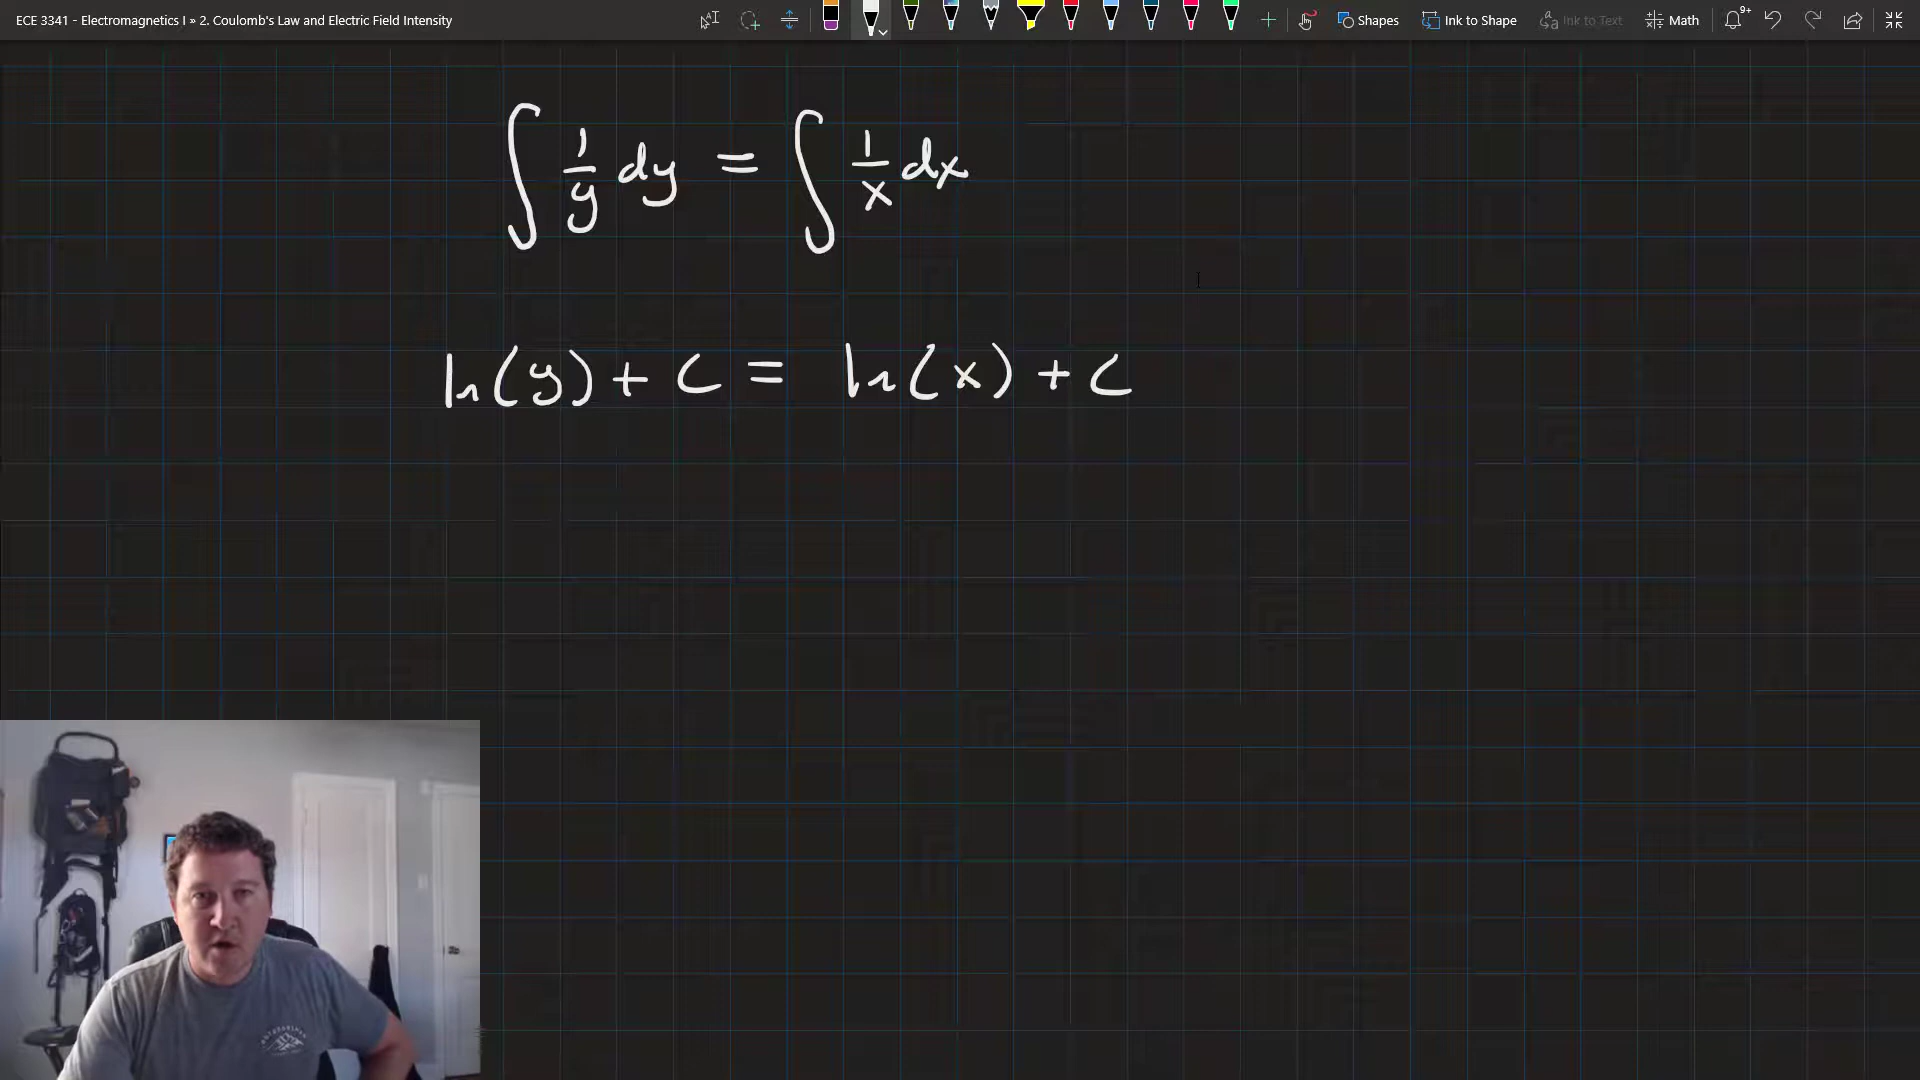 ECE 3341 - Electromagnetics I » 2. Coulomb's Law and Electric Field Intensity
Shapes
Ink to Shape
Ink to Text
Math
9+
∫ 1/y dy = ∫ 1/x dx
ln(y) + C = ln(x) + C